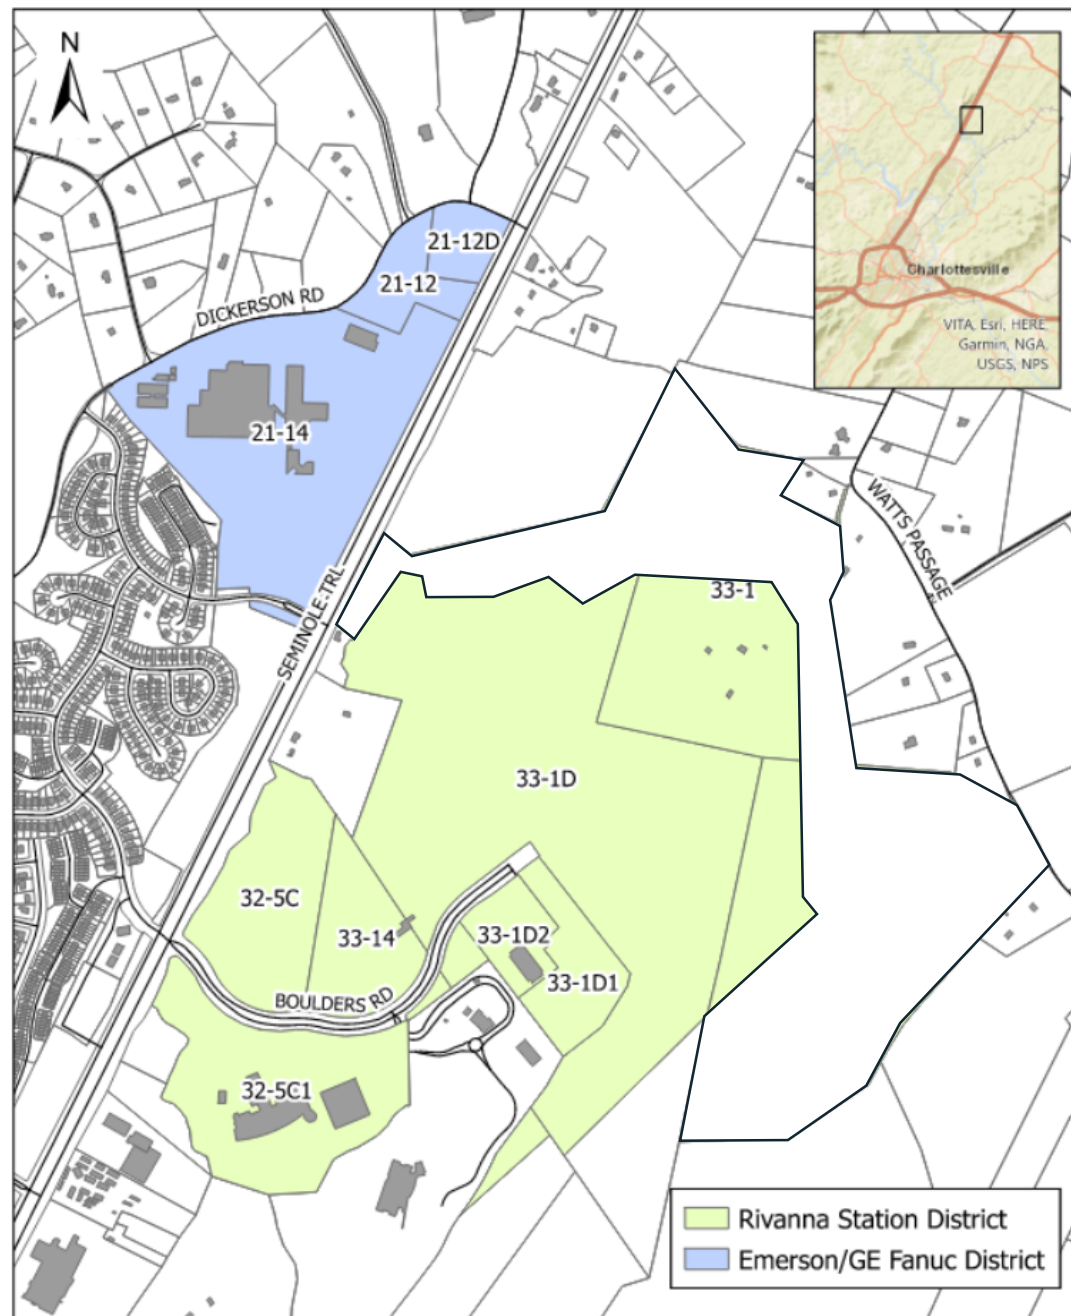 N
Charlottesville
VITA, Esri, HERE,
Garmin, NGA,
USGS, NPS
21-12D
21-12
DICKERSON RD
21-14
WATTS PASSAGE
SEMINOLE TRL
33-1
33-1D
32-5C
33-14
33-1D2
33-1D1
BOULDERS RD
32-5C1
Rivanna Station District
Emerson/GE Fanuc District